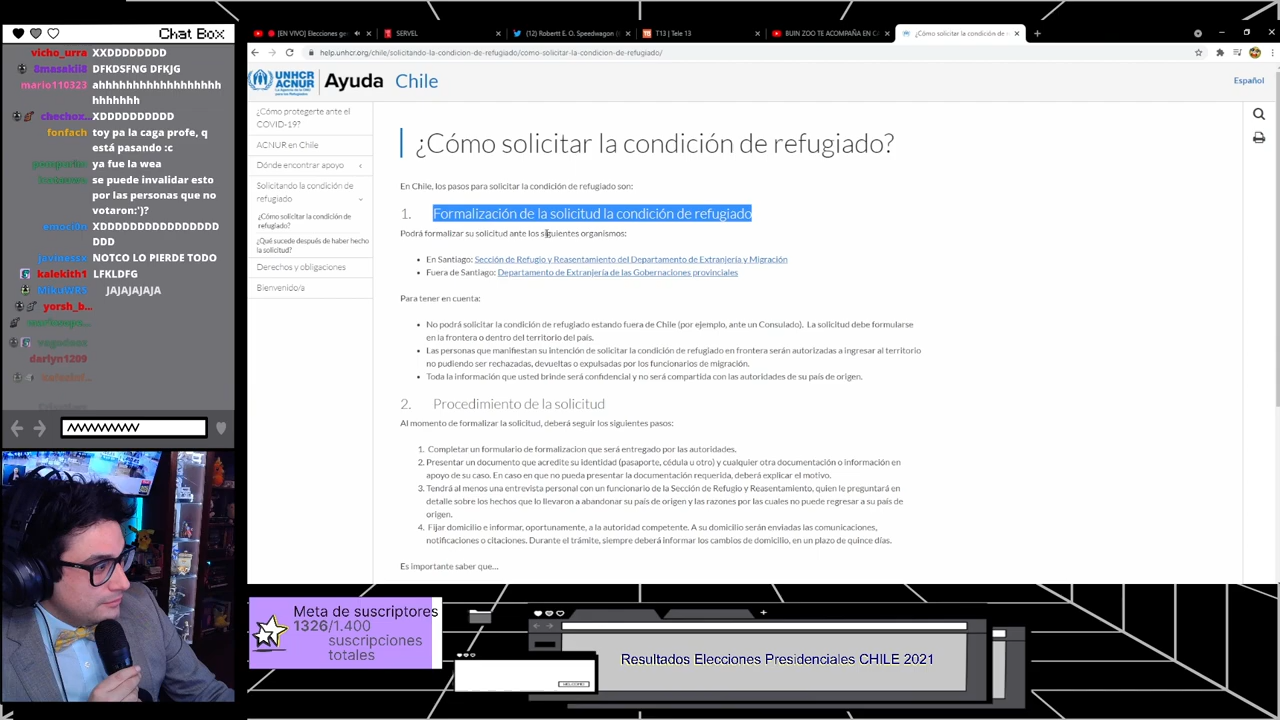 Chat Box
vicho_urra XXDDDDDDDD
8masakii8 DFKDSFNG DFKJG
mario110323 ahhhhhhhhhhhhhhhhhh
hhhhhhh
chechox... XDDDDDDDDDD
fonfach toy pa la caga profe, q
está pasando :c
ya fue la wea
se puede invalidar esto
por las personas que no
votaron:')?
XDDDDDDDDDDDDDDDD
DDD
NOTCO LO PIERDE TODO
kalekith1 LFKLDFG
JAJAJAJAJA
yorsh_b...
darlyn1209
[EN VIVO] Elecciones ge
SERVEL
(12) Robertt E. O. Speedwagon
T13 | Tele 13
BUIN ZOO TE ACOMPAÑA EN CA
¿Cómo solicitar la condición de r
help.unhcr.org/chile/solicitando-la-condicion-de-refugiado/como-solicitar-la-condicion-de-refugiado/
UNHCR
ACNUR
Ayuda
Chile
Español
¿Cómo protegerte ante el
COVID-19?
ACNUR en Chile
Dónde encontrar apoyo
Solicitando la condición de
refugiado
¿Cómo solicitar la condición de
refugiado?
¿Qué sucede después de haber hecho
la solicitud?
Derechos y obligaciones
Bienvenido/a
¿Cómo solicitar la condición de refugiado?
En Chile, los pasos para solicitar la condición de refugiado son:
1. Formalización de la solicitud la condición de refugiado
Podrá formalizar su solicitud ante los siguientes organismos:
En Santiago: Sección de Refugio y Reasentamiento del Departamento de Extranjería y Migración
Fuera de Santiago: Departamento de Extranjería de las Gobernaciones provinciales
Para tener en cuenta:
No podrá solicitar la condición de refugiado estando fuera de Chile (por ejemplo, ante un Consulado). La solicitud debe formularse
en la frontera o dentro del territorio del país.
Las personas que manifiestan su intención de solicitar la condición de refugiado en frontera serán autorizadas a ingresar al territorio
no pudiendo ser rechazadas, devueltas o expulsadas por los funcionarios de migración.
Toda la información que usted brinde será confidencial y no será compartida con las autoridades de su país de origen.
2. Procedimiento de la solicitud
Al momento de formalizar la solicitud, deberá seguir los siguientes pasos:
1. Completar un formulario de formalizacion que será entregado por las autoridades.
2. Presentar un documento que acredite su identidad (pasaporte, cédula u otro) y cualquier otra documentación o información en
apoyo de su caso. En caso en que no pueda presentar la documentación requerida, deberá explicar el motivo.
3. Tendrá al menos una entrevista personal con un funcionario de la Sección de Refugio y Reasentamiento, quien le preguntará en
detalle sobre los hechos que lo llevaron a abandonar su país de origen y las razones por las cuales no puede regresar a su país de
origen.
4. Fijar domicilio e informar, oportunamente, a la autoridad competente. A su domicilio serán enviadas las comunicaciones,
notificaciones o citaciones. Durante el trámite, siempre deberá informar los cambios de domicilio, en un plazo de quince días.
Es importante saber que...
Meta de suscriptores
1326/1.400
suscripciones
totales
WELCOME
Resultados Elecciones Presidenciales CHILE 2021